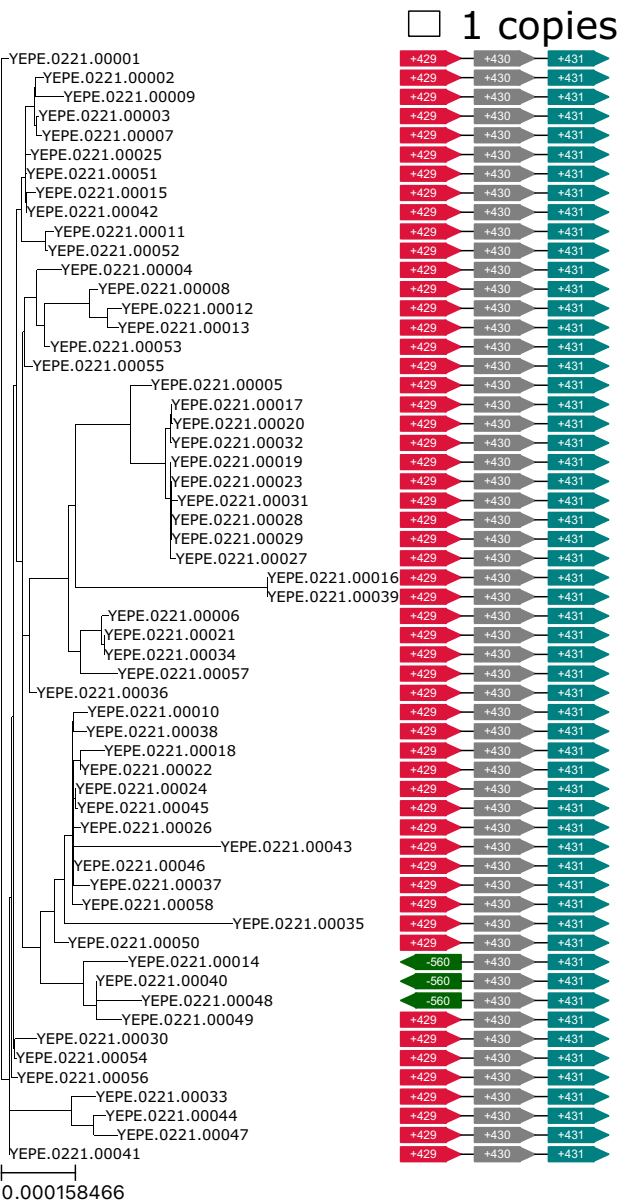 1 copies
YEPE.0221.00001 +429 +430 +431
YEPE.0221.00002 +429 +430 +431
YEPE.0221.00009 +429 +430 +431
YEPE.0221.00003 +429 +430 +431
YEPE.0221.00007 +429 +430 +431
YEPE.0221.00025 +429 +430 +431
YEPE.0221.00051 +429 +430 +431
YEPE.0221.00015 +429 +430 +431
YEPE.0221.00042 +429 +430 +431
YEPE.0221.00011 +429 +430 +431
YEPE.0221.00052 +429 +430 +431
YEPE.0221.00004 +429 +430 +431
YEPE.0221.00008 +429 +430 +431
YEPE.0221.00012 +429 +430 +431
YEPE.0221.00013 +429 +430 +431
YEPE.0221.00053 +429 +430 +431
YEPE.0221.00055 +429 +430 +431
YEPE.0221.00005 +429 +430 +431
YEPE.0221.00017 +429 +430 +431
YEPE.0221.00020 +429 +430 +431
YEPE.0221.00032 +429 +430 +431
YEPE.0221.00019 +429 +430 +431
YEPE.0221.00023 +429 +430 +431
YEPE.0221.00031 +429 +430 +431
YEPE.0221.00028 +429 +430 +431
YEPE.0221.00029 +429 +430 +431
YEPE.0221.00027 +429 +430 +431
YEPE.0221.00016 +429 +430 +431
YEPE.0221.00039 +429 +430 +431
YEPE.0221.00006 +429 +430 +431
YEPE.0221.00021 +429 +430 +431
YEPE.0221.00034 +429 +430 +431
YEPE.0221.00057 +429 +430 +431
YEPE.0221.00036 +429 +430 +431
YEPE.0221.00010 +429 +430 +431
YEPE.0221.00038 +429 +430 +431
YEPE.0221.00018 +429 +430 +431
YEPE.0221.00022 +429 +430 +431
YEPE.0221.00024 +429 +430 +431
YEPE.0221.00045 +429 +430 +431
YEPE.0221.00026 +429 +430 +431
YEPE.0221.00043 +429 +430 +431
YEPE.0221.00046 +429 +430 +431
YEPE.0221.00037 +429 +430 +431
YEPE.0221.00058 +429 +430 +431
YEPE.0221.00035 +429 +430 +431
YEPE.0221.00050 +429 +430 +431
YEPE.0221.00014 -560 +430 +431
YEPE.0221.00040 -560 +430 +431
YEPE.0221.00048 -560 +430 +431
YEPE.0221.00049 +429 +430 +431
YEPE.0221.00030 +429 +430 +431
YEPE.0221.00054 +429 +430 +431
YEPE.0221.00056 +429 +430 +431
YEPE.0221.00033 +429 +430 +431
YEPE.0221.00044 +429 +430 +431
YEPE.0221.00047 +429 +430 +431
YEPE.0221.00041 +429 +430 +431
0.000158466